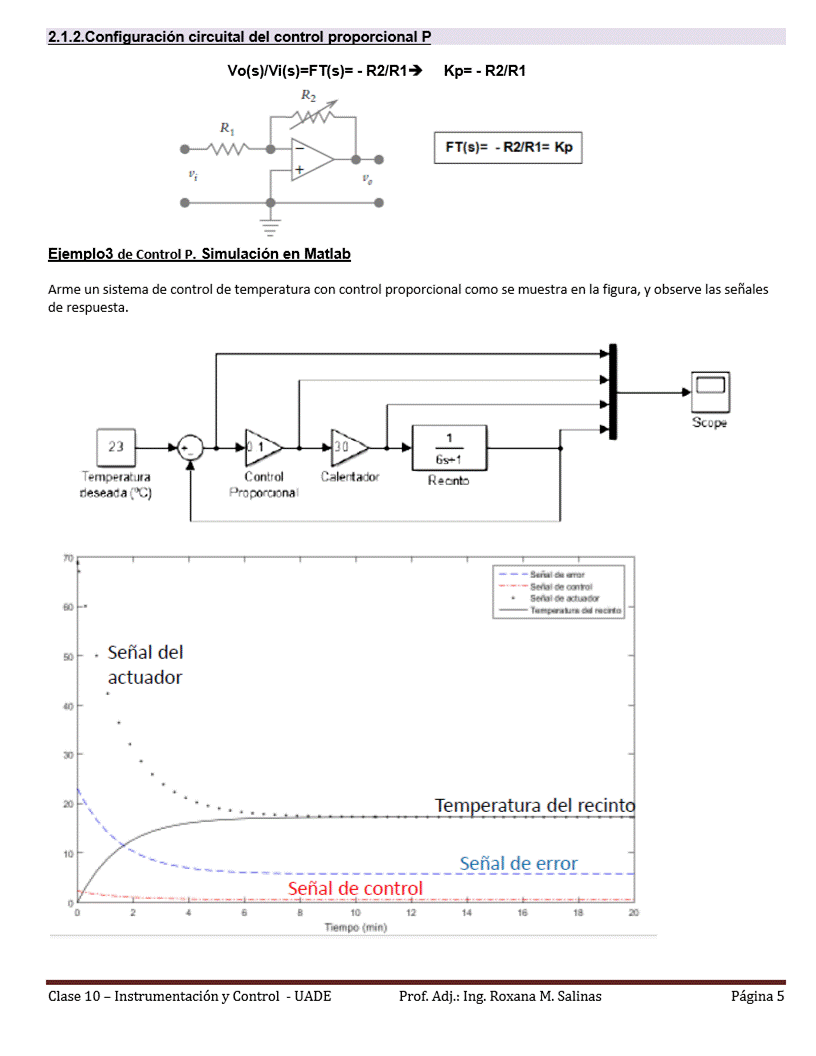 2.1.2.Configuración circuital del control proporcional P
Vo(s)/Vi(s)=FT(s)= - R2/R1➔ Kp= - R2/R1
R2
R1
−
+
vi
vo
FT(s)= - R2/R1= Kp
Ejemplo3 de Control P. Simulación en Matlab
Arme un sistema de control de temperatura con control proporcional como se muestra en la figura, y observe las señales
de respuesta.
Scope
23
+
-
0.1
30
1
6s+1
Temperatura
deseada (ºC)
Control
Proporcional
Calentador
Recinto
70
60
50
40
30
20
10
0
Señal de error
Señal de control
Señal de actuador
Temperatura del recinto
Señal del
actuador
Temperatura del recinto
Señal de error
Señal de control
0 2 4 6 8 10 12 14 16 18 20
Tiempo (min)
Clase 10 – Instrumentación y Control - UADE Prof. Adj.: Ing. Roxana M. Salinas Página 5